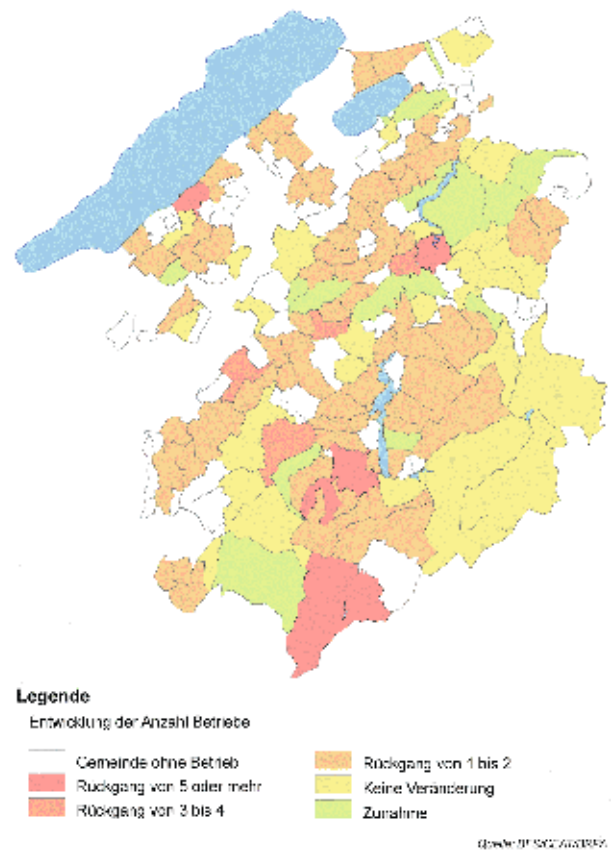 Legende
Entwicklung der Anzahl Betriebe
Gemeinde ohne Betrieb
Rückgang von 5 oder mehr
Rückgang von 3 bis 4
Rückgang von 1 bis 2
Keine Veränderung
Zunahme
Quelle: